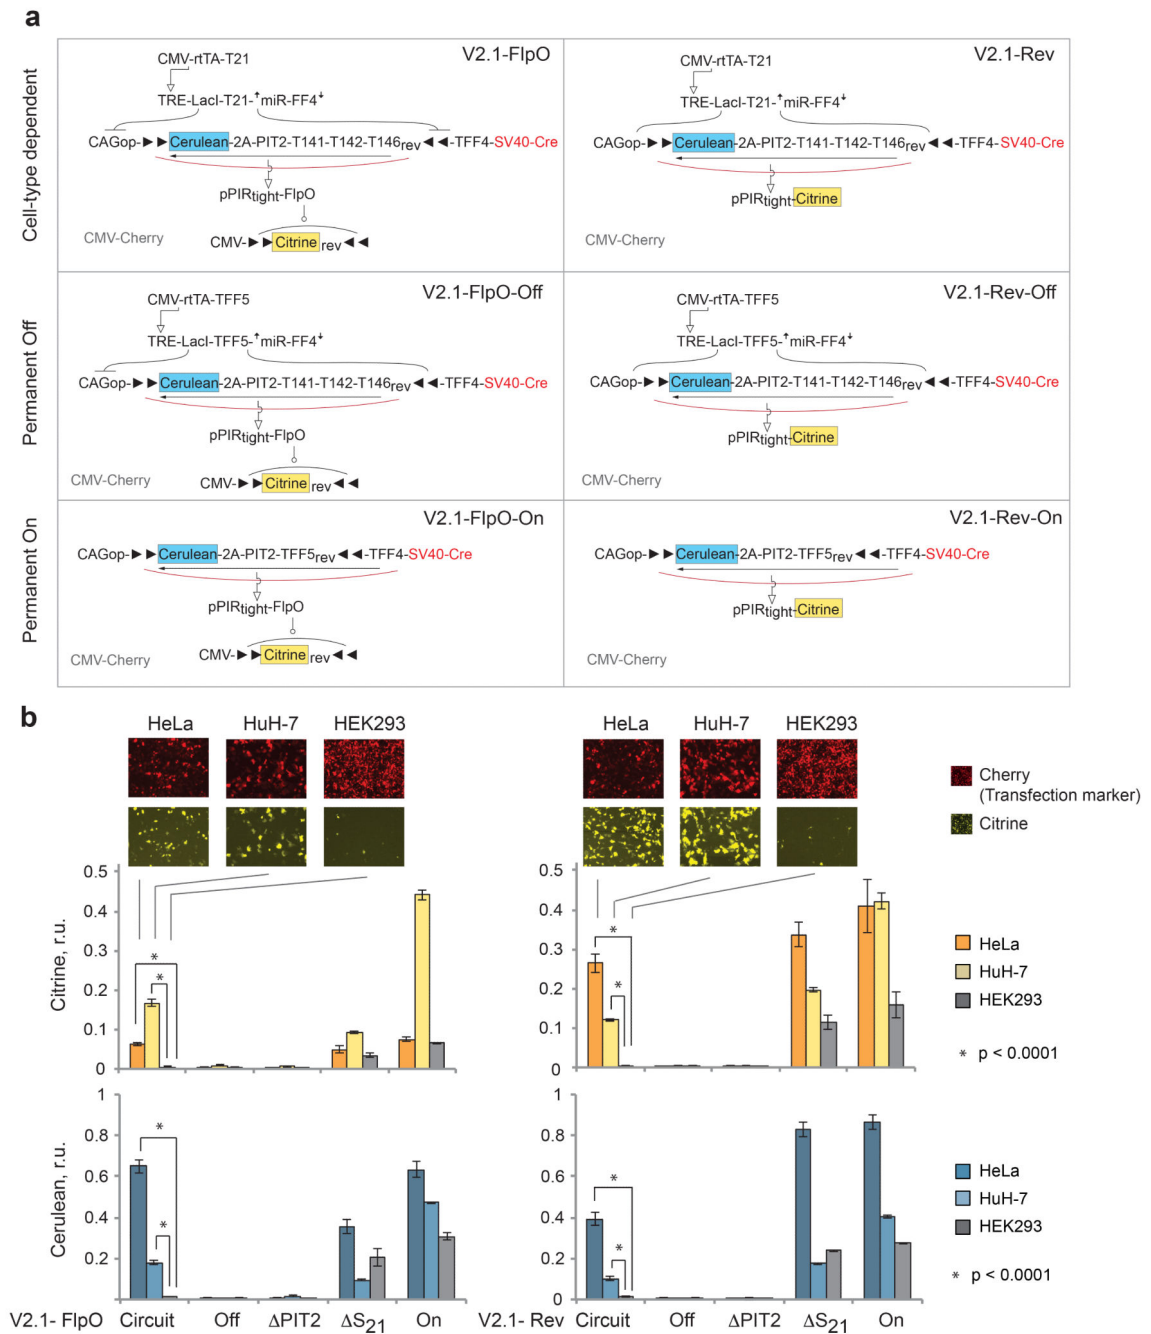 a
Cell-type dependent
V2.1-FlpO
CMV-rtTA-T21
TRE-LacI-T21-miR-FF4
CAGop-Cerulean-2A-PIT2-T141-T142-T146rev-TFF4-SV40-Cre
pPIRtight-FlpO
CMV-Citrine rev
CMV-Cherry
V2.1-Rev
CMV-rtTA-T21
TRE-LacI-T21-miR-FF4
CAGop-Cerulean-2A-PIT2-T141-T142-T146rev-TFF4-SV40-Cre
pPIRtight-Citrine
CMV-Cherry
Permanent Off
V2.1-FlpO-Off
CMV-rtTA-TFF5
TRE-LacI-TFF5-miR-FF4
CAGop-Cerulean-2A-PIT2-T141-T142-T146rev-TFF4-SV40-Cre
pPIRtight-FlpO
CMV-Citrine rev
CMV-Cherry
V2.1-Rev-Off
CMV-rtTA-TFF5
TRE-LacI-TFF5-miR-FF4
CAGop-Cerulean-2A-PIT2-T141-T142-T146rev-TFF4-SV40-Cre
pPIRtight-Citrine
CMV-Cherry
Permanent On
V2.1-FlpO-On
CAGop-Cerulean-2A-PIT2-TFF5rev-TFF4-SV40-Cre
pPIRtight-FlpO
CMV-Citrine rev
CMV-Cherry
V2.1-Rev-On
CAGop-Cerulean-2A-PIT2-TFF5rev-TFF4-SV40-Cre
pPIRtight-Citrine
CMV-Cherry
b
HeLa HuH-7 HEK293
HeLa HuH-7 HEK293
Cherry
(Transfection marker)
Citrine
Citrine, r.u.
0.5
0.4
0.3
0.2
0.1
0
* *
0.5
0.4
0.3
0.2
0.1
0
* *
HeLa
HuH-7
HEK293
* p < 0.0001
Cerulean, r.u.
1
0.8
0.6
0.4
0.2
* *
1
0.8
0.6
0.4
0.2
0
* *
HeLa
HuH-7
HEK293
* p < 0.0001
V2.1- FlpO Circuit Off ΔPIT2 ΔS21 On
V2.1- Rev Circuit Off ΔPIT2 ΔS21 On